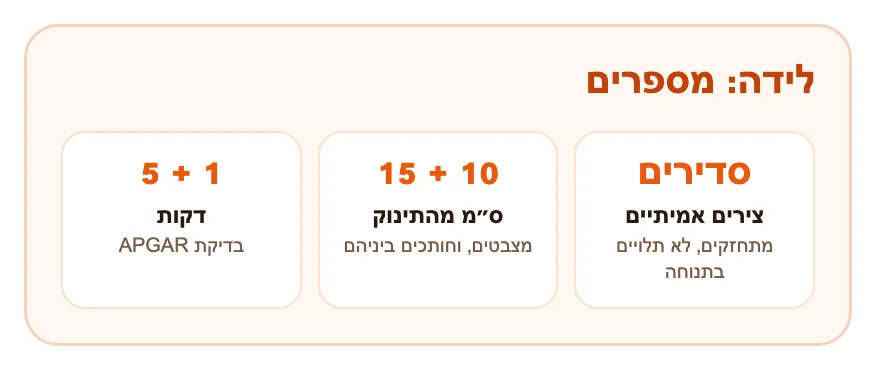 לידה: מספרים
סדירים
צירים אמיתיים
מתחזקים, לא תלויים
בתנוחה
10 + 15
ס״מ מהתינוק
מצבטים, וחותכים ביניהם
1 + 5
דקות
בדיקת APGAR